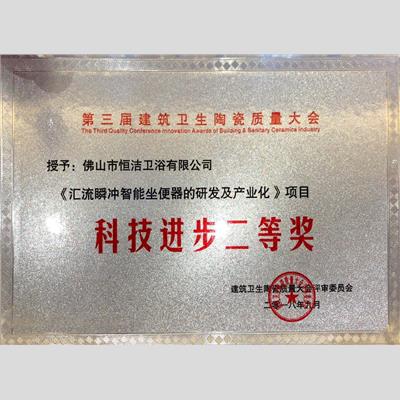 第三届建筑卫生陶瓷质量大会
The Third Quality Conference Innovation Awards of Building & Sanitary Ceramics Industry
授予：佛山市恒洁卫浴有限公司
《汇流瞬冲智能坐便器的研发及产业化》项目
科技进步二等奖
建筑卫生陶瓷质量大会评审委员会
二〇一八年九月